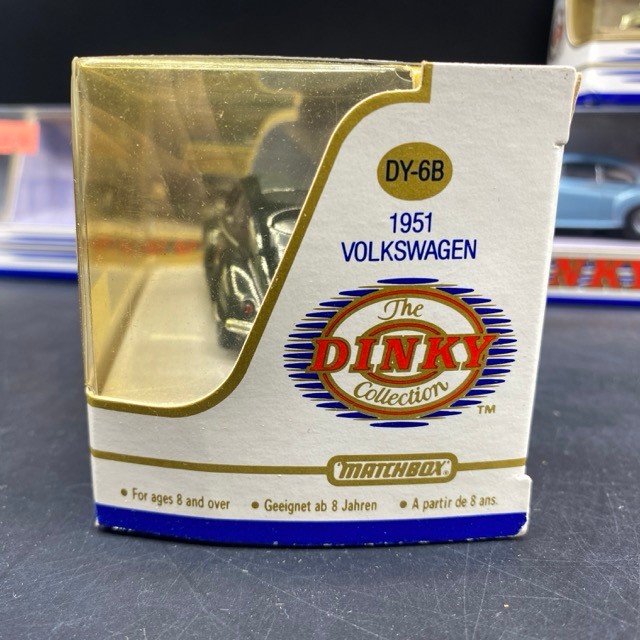 DY-6B
1951
VOLKSWAGEN
The
DINKY
Collection
TM
MATCHBOX
• For ages 8 and over • Geeignet ab 8 Jahren • A partir de 8 ans.